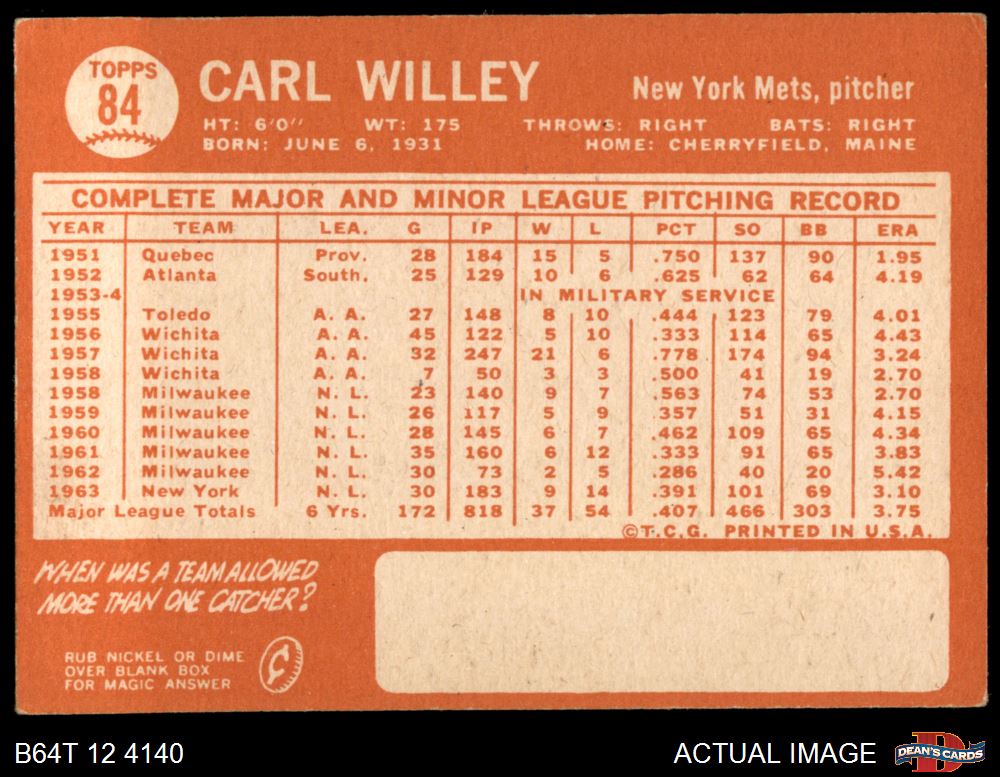 TOPPS
84
CARL WILLEY
New York Mets, pitcher
HT: 6'0" WT: 175 THROWS: RIGHT BATS: RIGHT
BORN: JUNE 6, 1931 HOME: CHERRYFIELD, MAINE
COMPLETE MAJOR AND MINOR LEAGUE PITCHING RECORD
YEAR TEAM LEA. G IP W L PCT SO BB ERA
1951 Quebec Prov. 28 184 15 5 .750 137 90 1.95
1952 Atlanta South. 25 129 10 6 .625 62 64 4.19
1953-4 IN MILITARY SERVICE
1955 Toledo A. A. 27 148 8 10 .444 123 79 4.01
1956 Wichita A. A. 45 122 5 10 .333 114 65 4.43
1957 Wichita A. A. 32 247 21 6 .778 174 94 3.24
1958 Wichita A. A. 7 50 3 3 .500 41 19 2.70
1958 Milwaukee N. L. 23 140 9 7 .563 74 53 2.70
1959 Milwaukee N. L. 26 117 5 9 .357 51 31 4.15
1960 Milwaukee N. L. 28 145 6 7 .462 109 65 4.34
1961 Milwaukee N. L. 35 160 6 12 .333 91 65 3.83
1962 Milwaukee N. L. 30 73 2 5 .286 40 20 5.42
1963 New York N. L. 30 183 9 14 .391 101 69 3.10
Major League Totals 6 Yrs. 172 818 37 54 .407 466 303 3.75
©T.C.G. PRINTED IN U.S.A.
WHEN WAS A TEAM ALLOWED
MORE THAN ONE CATCHER?
RUB NICKEL OR DIME
OVER BLANK BOX
FOR MAGIC ANSWER
¢
B64T 12 4140
ACTUAL IMAGE
D
DEAN'S CARDS